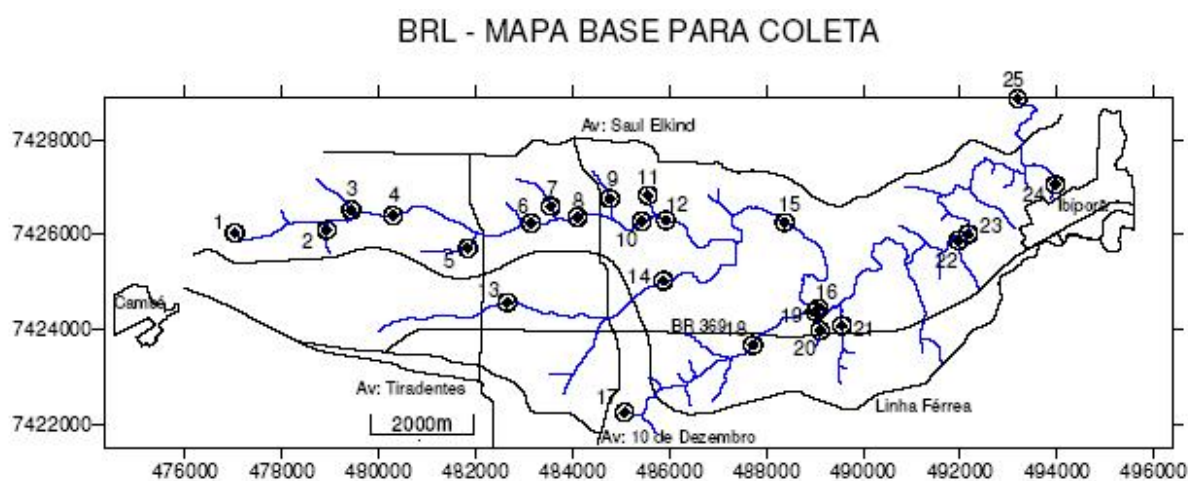 BRL - MAPA BASE PARA COLETA
25
7428000
Av: Saul Elkind
3
4
7
9
11
24
Ibiporã
1
2
6
8
10
12
15
23
7426000
5
22
14
13
16
Cambé
19
7424000
BR 369
18
20
21
Av: Tiradentes
17
Linha Férrea
2000m
7422000
Av: 10 de Dezembro
476000 478000 480000 482000 484000 486000 488000 490000 492000 494000 496000